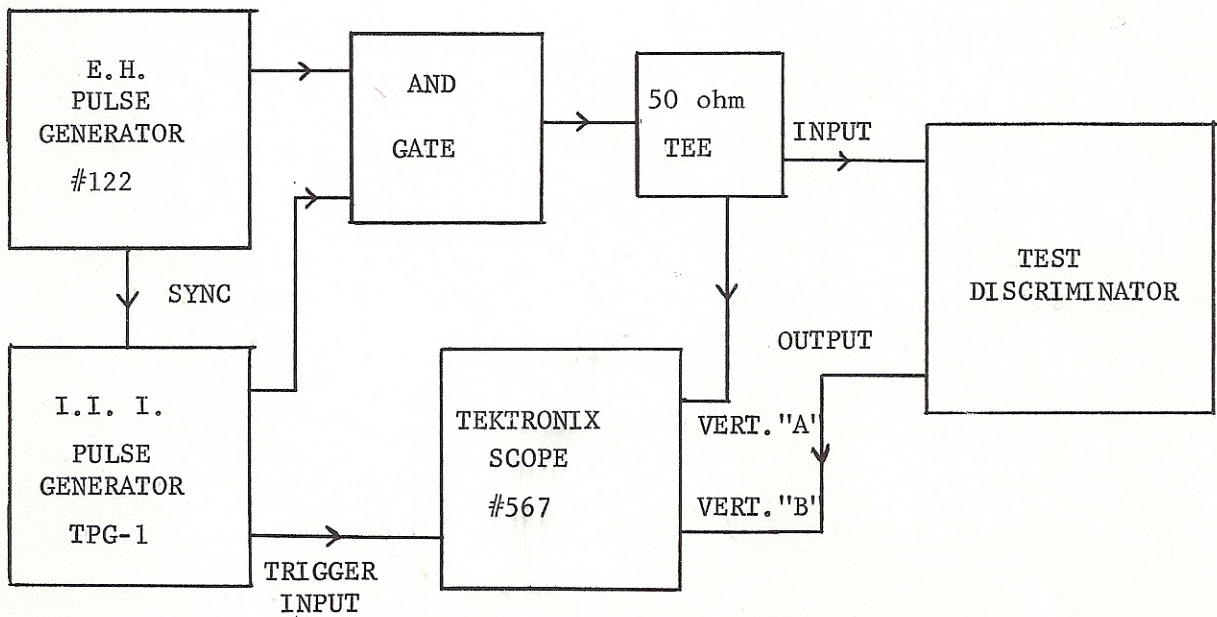 E.H.
PULSE
GENERATOR
#122
AND
GATE
50 ohm
TEE
INPUT
TEST
DISCRIMINATOR
SYNC
OUTPUT
I.I. I.
PULSE
GENERATOR
TPG-1
TEKTRONIX
SCOPE
#567
VERT."A"
VERT."B"
TRIGGER
INPUT